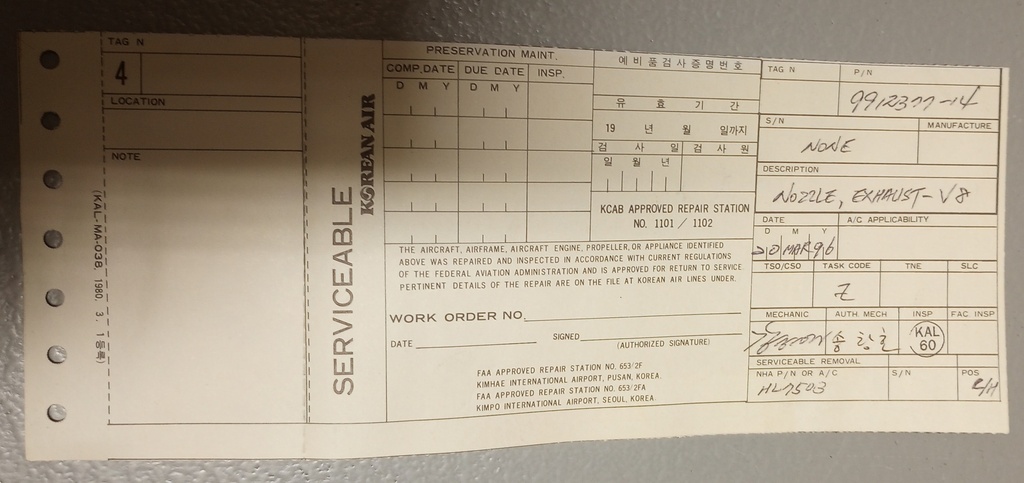 TAG N
4
LOCATION
NOTE
(KAL-MA-038, 1980. 3. 1등록)
SERVICEABLE
KOREAN AIR
PRESERVATION MAINT.
COMP.DATE DUE DATE INSP.
D M Y D M Y
예비품검사증명번호
유효기간
19 년 월 일까지
검사일 검사원
일 월 년
KCAB APPROVED REPAIR STATION
NO. 1101 / 1102
THE AIRCRAFT, AIRFRAME, AIRCRAFT ENGINE, PROPELLER, OR APPLIANCE IDENTIFIED
ABOVE WAS REPAIRED AND INSPECTED IN ACCORDANCE WITH CURRENT REGULATIONS
OF THE FEDERAL AVIATION ADMINISTRATION AND IS APPROVED FOR RETURN TO SERVICE
PERTINENT DETAILS OF THE REPAIR ARE ON THE FILE AT KOREAN AIR LINES UNDER.
WORK ORDER NO.
DATE SIGNED
(AUTHORIZED SIGNATURE)
FAA APPROVED REPAIR STATION NO. 653/2F
KIMHAE INTERNATIONAL AIRPORT, PUSAN, KOREA.
FAA APPROVED REPAIR STATION NO. 653/2FA
KIMPO INTERNATIONAL AIRPORT, SEOUL, KOREA.
TAG N P/N
9912377-14
S/N MANUFACTURE
NONE
DESCRIPTION
NOZZLE, EXHAUST-V8
DATE A/C APPLICABILITY
D M Y
20 MAR 96
TSO/CSO TASK CODE TNE SLC
Z
MECHANIC AUTH. MECH INSP FAC INSP
KAL
60
SERVICEABLE REMOVAL
NHA P/N OR A/C S/N POS
HL7503